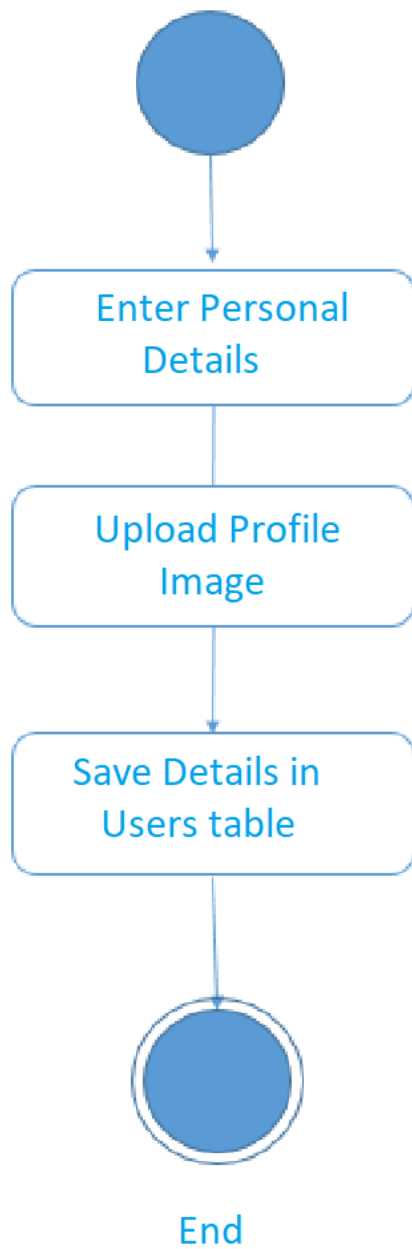 Enter Personal
Details
Upload Profile
Image
Save Details in
Users table
End